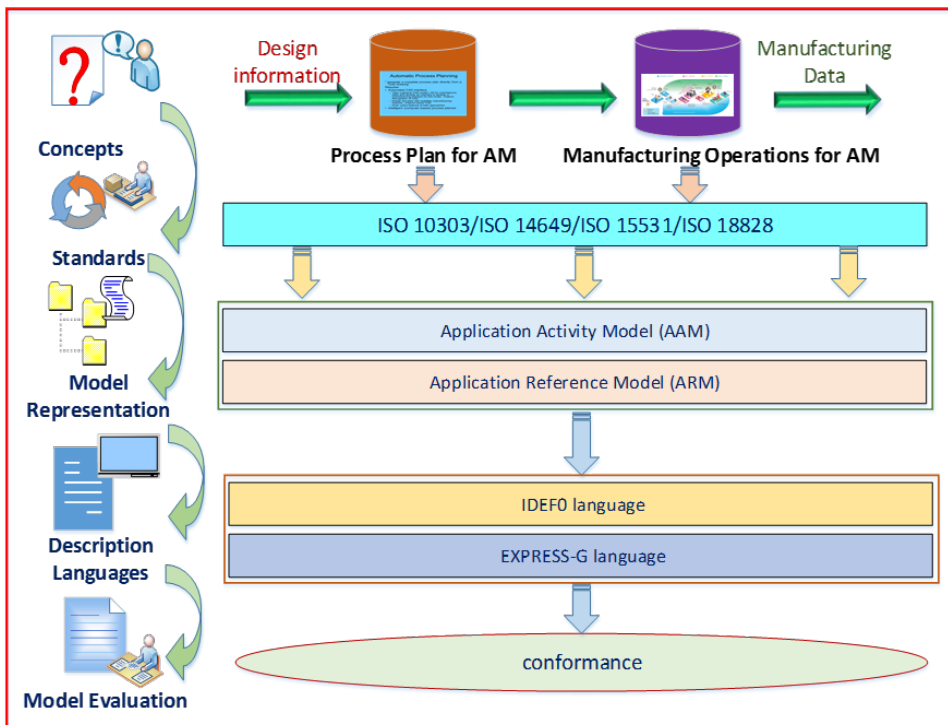 ?
!
Design
information
Manufacturing
Data
Automatic Process Planning
Process Plan for AM
Manufacturing Operations for AM
Concepts
ISO 10303/ISO 14649/ISO 15531/ISO 18828
Standards
Application Activity Model (AAM)
Application Reference Model (ARM)
Model
Representation
IDEF0 language
EXPRESS-G language
Description
Languages
conformance
Model Evaluation